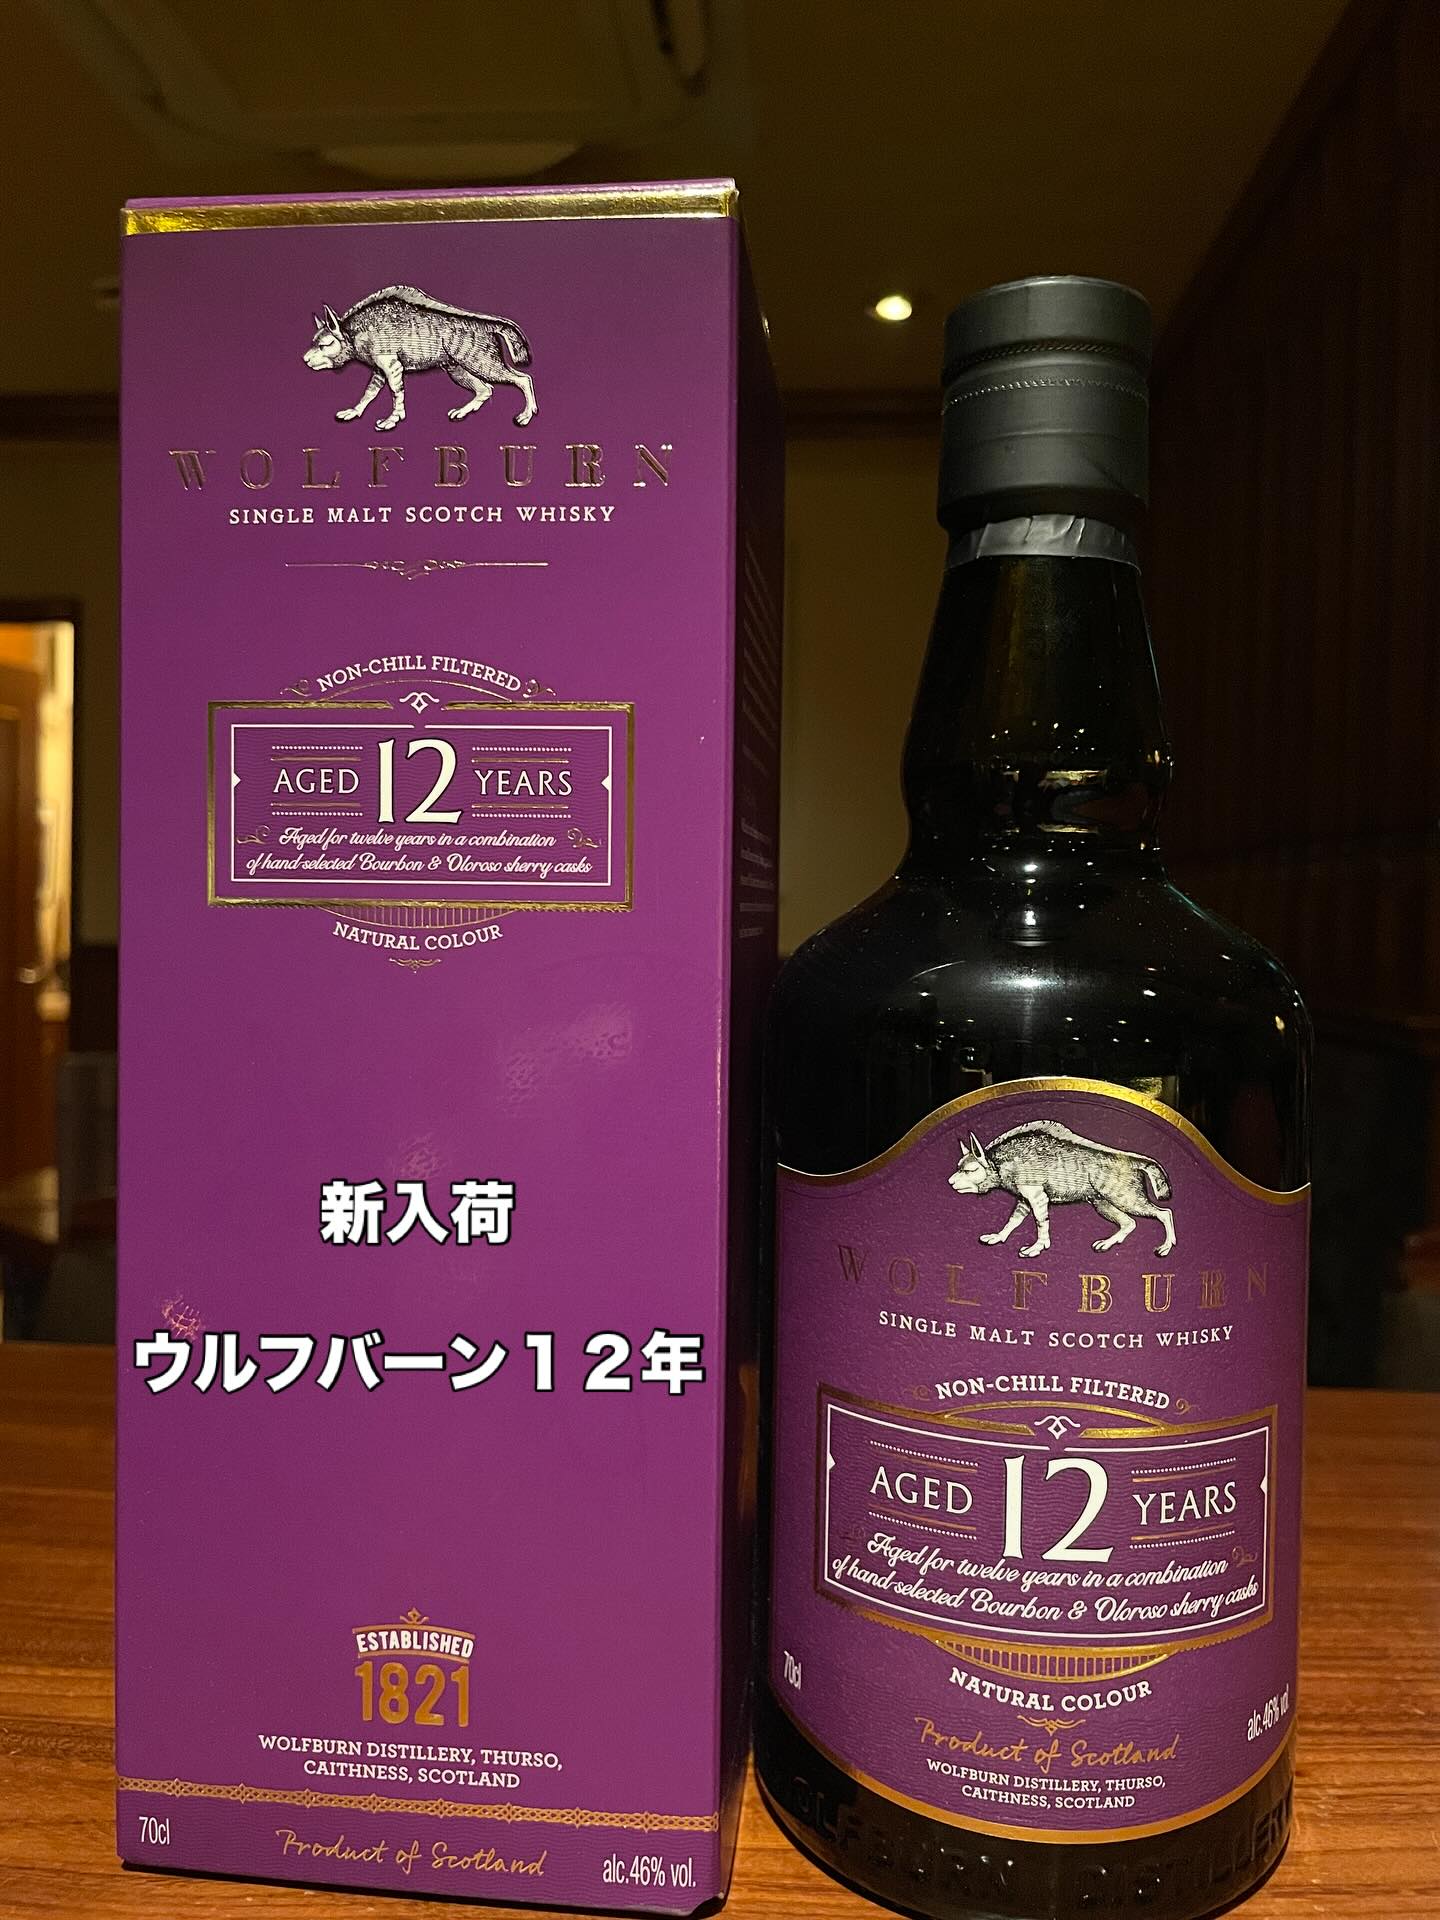 WOLFBURN
SINGLE MALT SCOTCH WHISKY
NON-CHILL FILTERED
AGED 12 YEARS
Aged for twelve years in a combination
of hand-selected Bourbon & Oloroso sherry casks
NATURAL COLOUR
新入荷
ウルフバーン１２年
ESTABLISHED
1821
WOLFBURN DISTILLERY, THURSO,
CAITHNESS, SCOTLAND
70cl
Product of Scotland
alc.46% vol.
WOLFBURN
SINGLE MALT SCOTCH WHISKY
NON-CHILL FILTERED
AGED 12 YEARS
Aged for twelve years in a combination
of hand-selected Bourbon & Oloroso sherry casks
70cl
NATURAL COLOUR
alc.46% vol
Product of Scotland
WOLFBURN DISTILLERY, THURSO,
CAITHNESS, SCOTLAND
WOLFBURN DISTILLERY